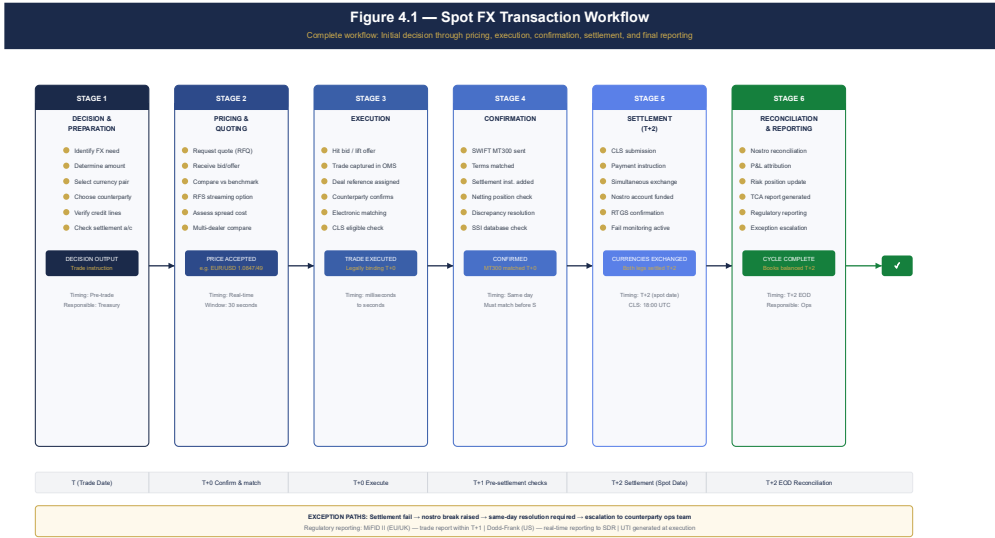 Figure 4.1 — Spot FX Transaction Workflow
Complete workflow: Initial decision through pricing, execution, confirmation, settlement, and final reporting
STAGE 1
DECISION &
PREPARATION
Identify FX need
Determine amount
Select currency pair
Choose counterparty
Verify credit lines
Check settlement a/c
DECISION OUTPUT
Trade instruction
Timing: Pre-trade
Responsible: Treasury
STAGE 2
PRICING &
QUOTING
Request quote (RFQ)
Receive bid/offer
Compare vs benchmark
RFS streaming option
Assess spread cost
Multi-dealer compare
PRICE ACCEPTED
e.g. EUR/USD 1.0847/49
Timing: Real-time
Window: 30 seconds
STAGE 3
EXECUTION
Hit bid / lift offer
Trade captured in OMS
Deal reference assigned
Counterparty confirms
Electronic matching
CLS eligible check
TRADE EXECUTED
Legally binding T+0
Timing: milliseconds
to seconds
STAGE 4
CONFIRMATION
SWIFT MT300 sent
Terms matched
Settlement inst. added
Netting position check
Discrepancy resolution
SSI database check
CONFIRMED
MT300 matched T+0
Timing: Same day
Must match before S
STAGE 5
SETTLEMENT
(T+2)
CLS submission
Payment instruction
Simultaneous exchange
Nostro account funded
RTGS confirmation
Fail monitoring active
CURRENCIES EXCHANGED
Both legs settled T+2
Timing: T+2 (spot date)
CLS: 18:00 UTC
STAGE 6
RECONCILIATION
& REPORTING
Nostro reconciliation
P&L attribution
Risk position update
TCA report generated
Regulatory reporting
Exception escalation
CYCLE COMPLETE
Books balanced T+2
Timing: T+2 EOD
Responsible: Ops
✓
T (Trade Date)
T+0 Confirm & match
T+0 Execute
T+1 Pre-settlement checks
T+2 Settlement (Spot Date)
T+2 EOD Reconciliation
EXCEPTION PATHS: Settlement fail → nostro break raised → same-day resolution required → escalation to counterparty ops team
Regulatory reporting: MiFID II (EU/UK) — trade report within T+1 | Dodd-Frank (US) — real-time reporting to SDR | UTI generated at execution